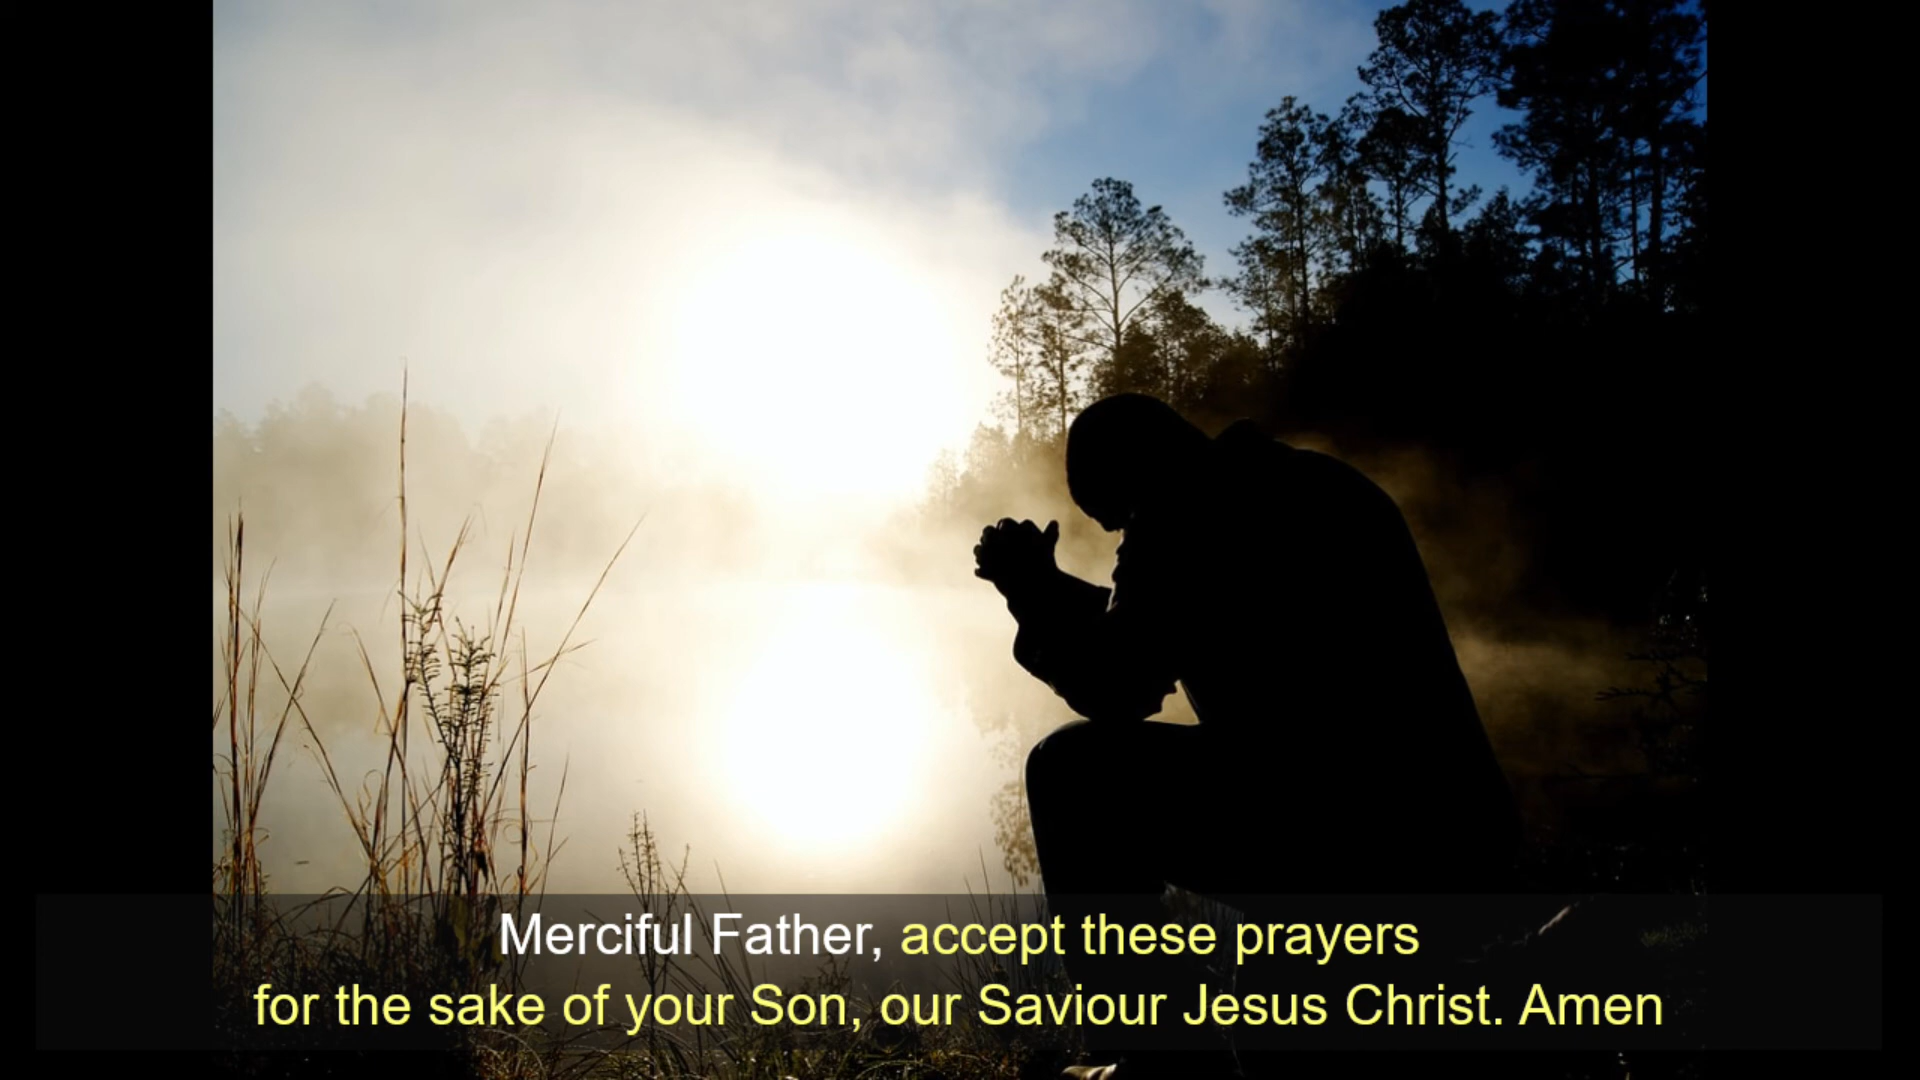 Merciful Father, accept these prayers
for the sake of your Son, our Saviour Jesus Christ. Amen